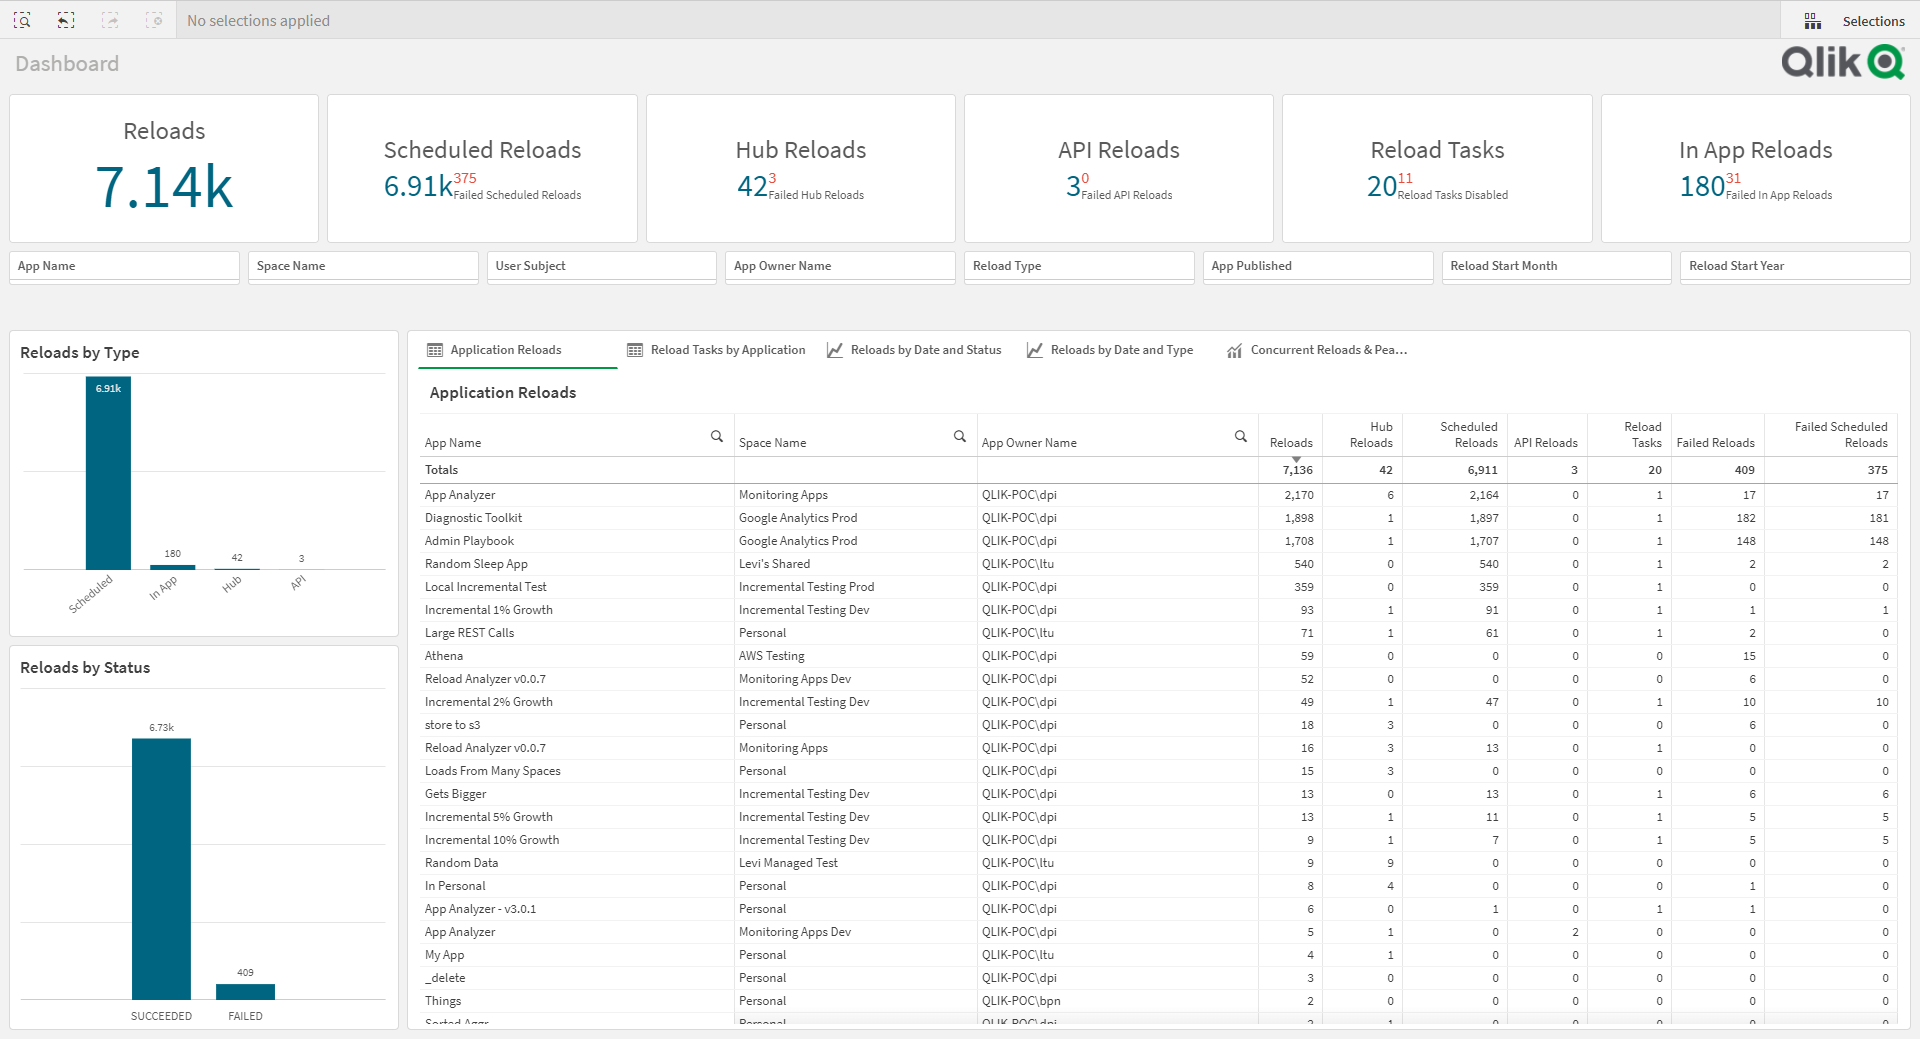 No selections applied
Selections
Dashboard
Qlik
Reloads
7.14k
Scheduled Reloads
6.91k 375 Failed Scheduled Reloads
Hub Reloads
42 3 Failed Hub Reloads
API Reloads
3 0 Failed API Reloads
Reload Tasks
20 11 Reload Tasks Disabled
In App Reloads
180 31 Failed In App Reloads
App Name Space Name User Subject App Owner Name Reload Type App Published Reload Start Month Reload Start Year
Reloads by Type
6.91k
180
42
3
Scheduled In App Hub API
Reloads by Status
6.73k
409
SUCCEEDED FAILED
Application Reloads Reload Tasks by Application Reloads by Date and Status Reloads by Date and Type Concurrent Reloads & Pea...
Application Reloads
App Name Space Name App Owner Name Reloads Hub Reloads Scheduled Reloads API Reloads Reload Tasks Failed Reloads Failed Scheduled Reloads
Totals 7,136 42 6,911 3 20 409 375
App Analyzer Monitoring Apps QLIK-POC\dpi 2,170 6 2,164 0 1 17 17
Diagnostic Toolkit Google Analytics Prod QLIK-POC\dpi 1,898 1 1,897 0 1 182 181
Admin Playbook Google Analytics Prod QLIK-POC\dpi 1,708 1 1,707 0 1 148 148
Random Sleep App Levi's Shared QLIK-POC\ltu 540 0 540 0 1 2 2
Local Incremental Test Incremental Testing Prod QLIK-POC\dpi 359 0 359 0 1 0 0
Incremental 1% Growth Incremental Testing Dev QLIK-POC\dpi 93 1 91 0 1 1 1
Large REST Calls Personal QLIK-POC\ltu 71 1 61 0 1 2 0
Athena AWS Testing QLIK-POC\dpi 59 0 0 0 0 15 0
Reload Analyzer v0.0.7 Monitoring Apps Dev QLIK-POC\dpi 52 0 0 0 0 6 0
Incremental 2% Growth Incremental Testing Dev QLIK-POC\dpi 49 1 47 0 1 10 10
store to s3 Personal QLIK-POC\dpi 18 3 0 0 0 6 0
Reload Analyzer v0.0.7 Monitoring Apps QLIK-POC\dpi 16 3 13 0 1 0 0
Loads From Many Spaces Personal QLIK-POC\dpi 15 3 0 0 0 0 0
Gets Bigger Incremental Testing Dev QLIK-POC\dpi 13 0 13 0 1 6 6
Incremental 5% Growth Incremental Testing Dev QLIK-POC\dpi 13 1 11 0 1 5 5
Incremental 10% Growth Incremental Testing Dev QLIK-POC\dpi 9 1 7 0 1 5 5
Random Data Levi Managed Test QLIK-POC\ltu 9 9 0 0 0 0 0
In Personal Personal QLIK-POC\dpi 8 4 0 0 0 1 0
App Analyzer - v3.0.1 Personal QLIK-POC\dpi 6 0 1 0 1 1 0
App Analyzer Monitoring Apps Dev QLIK-POC\dpi 5 1 0 2 0 0 0
My App Personal QLIK-POC\ltu 4 1 0 0 0 0 0
_delete Personal QLIK-POC\dpi 3 0 0 0 0 0 0
Things Personal QLIK-POC\bpn 2 0 0 0 0 0 0